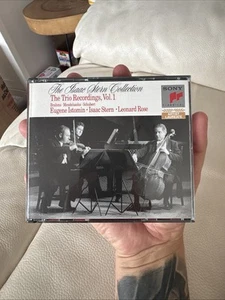 The Isaac Stern Collection
The Trio Recordings, Vol. 1
Brahms · Mendelssohn · Schubert
Eugene Istomin · Isaac Stern · Leonard Rose
SONY